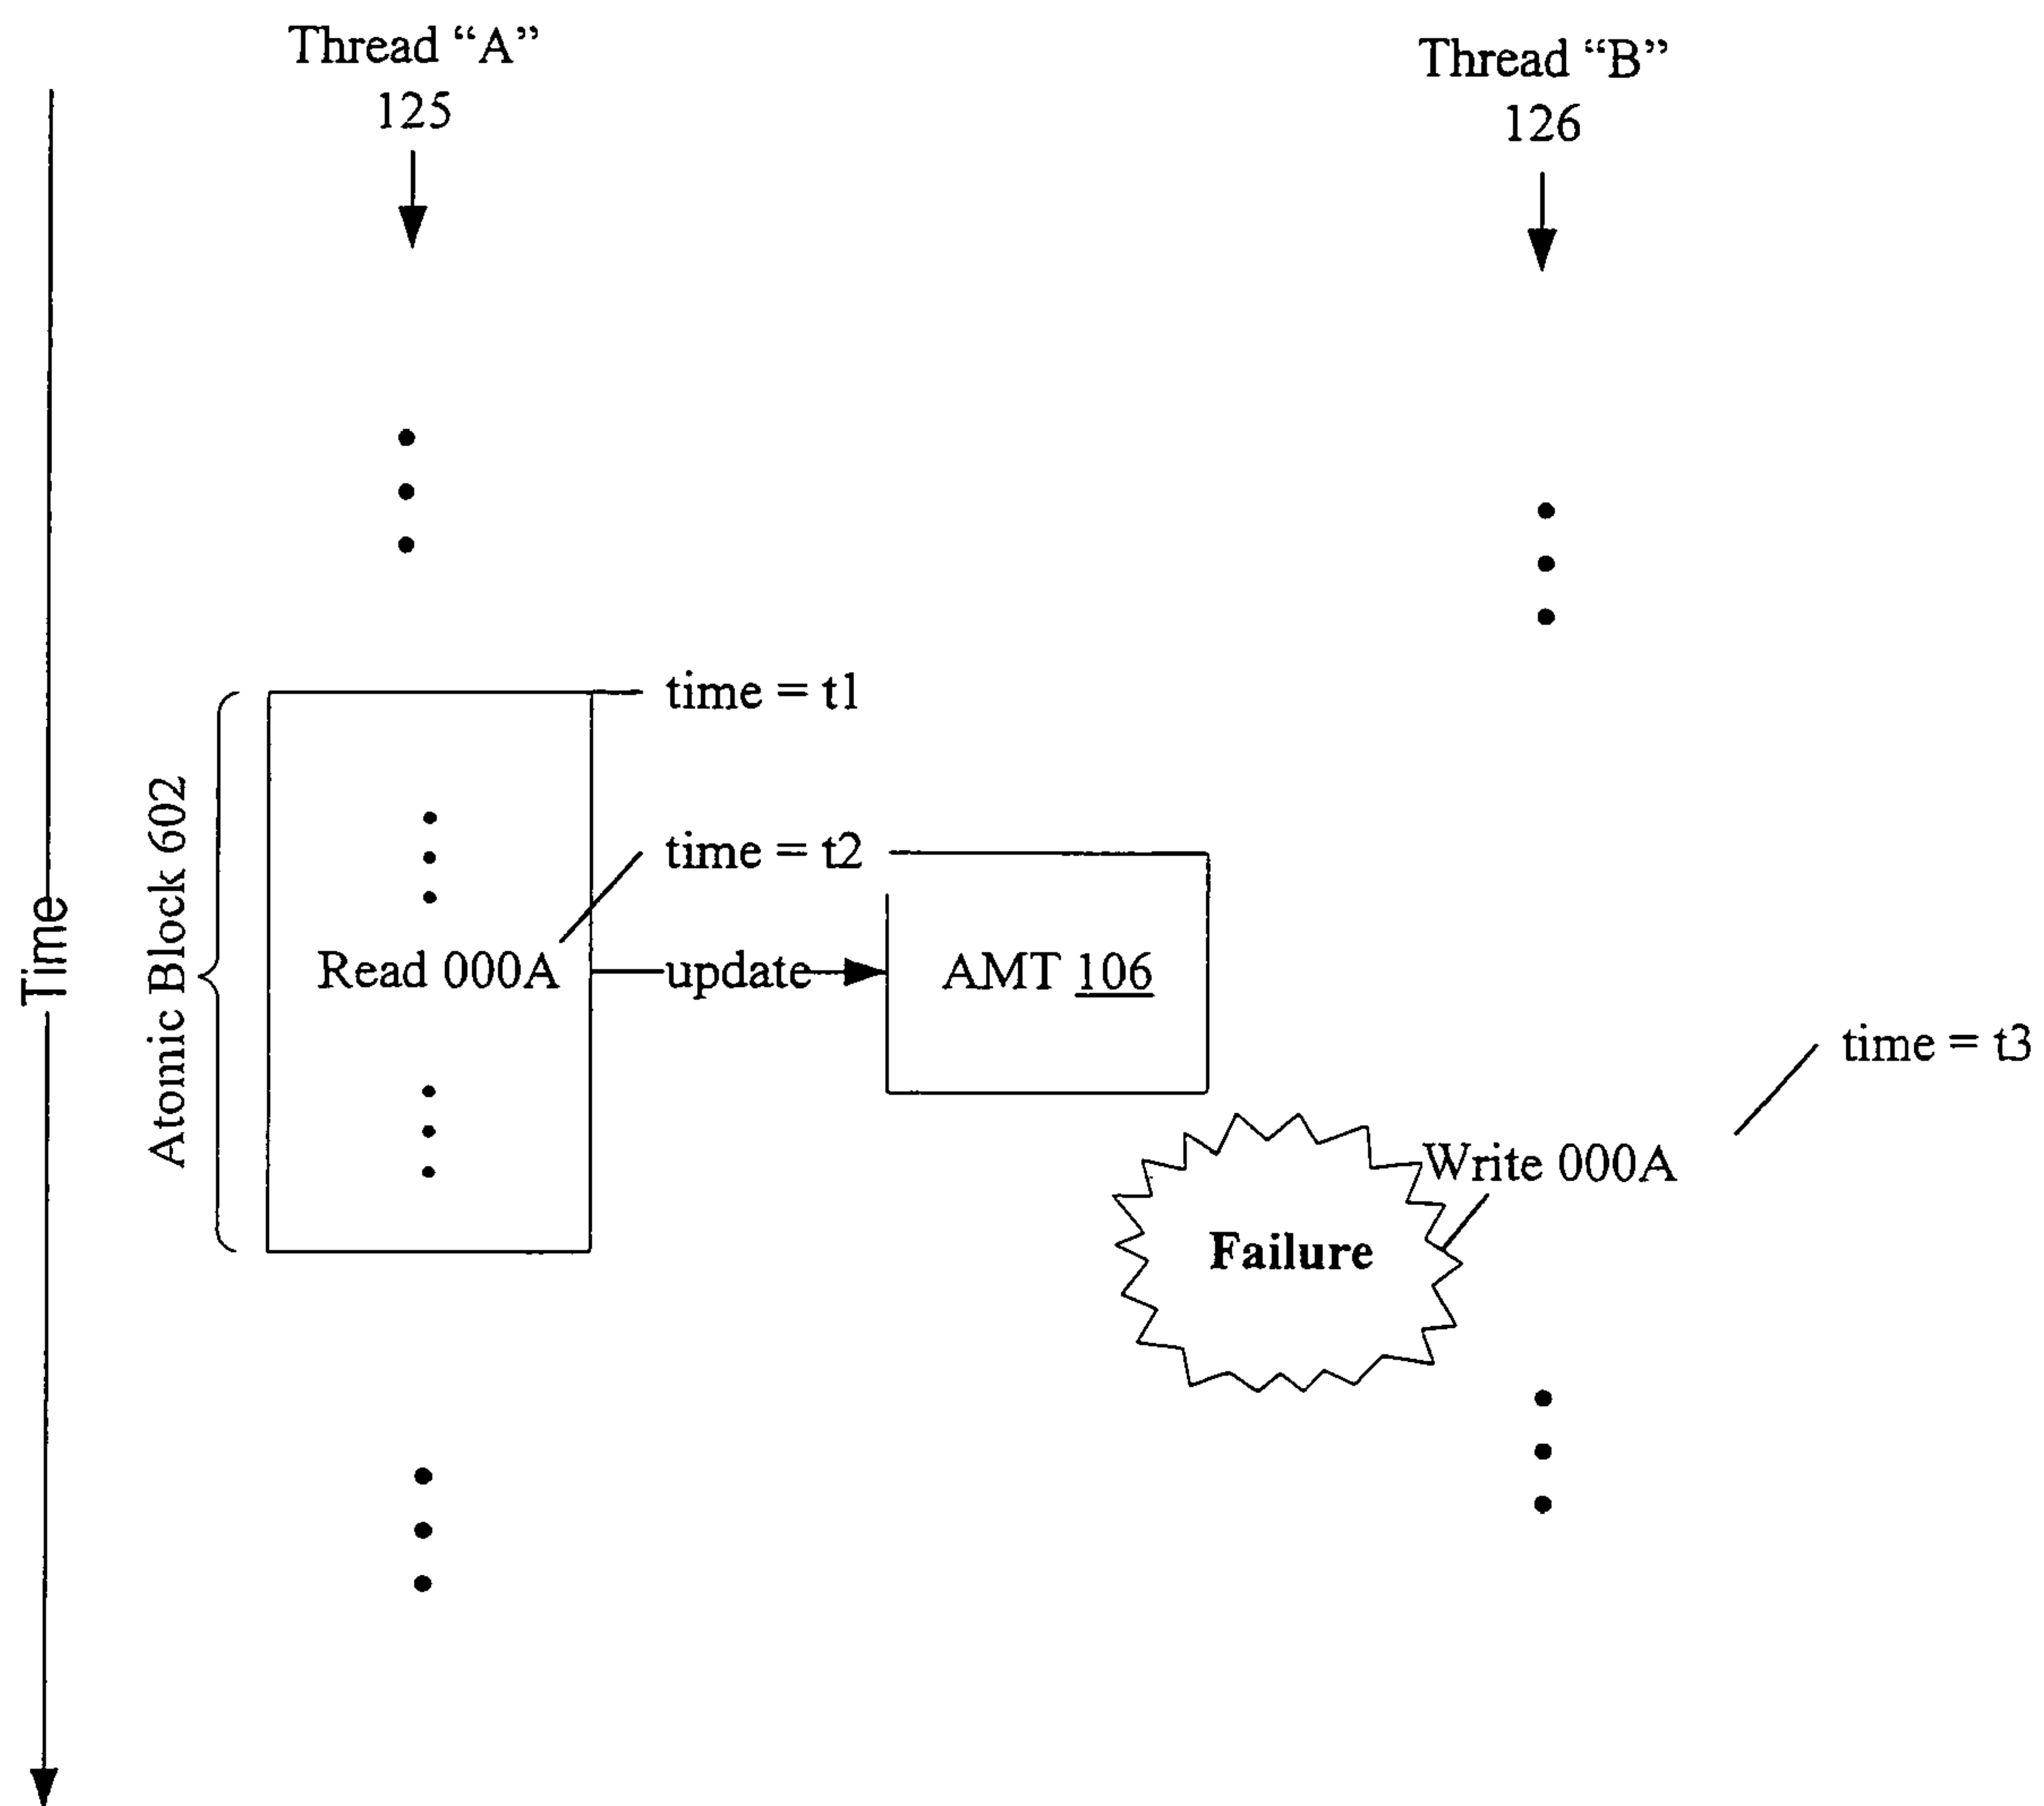 Thread “A”
125
Thread “B”
126
time = t1
time = t2
Atomic Block 602
Time
Read 000A
update
AMT 106
time = t3
Write 000A
Failure